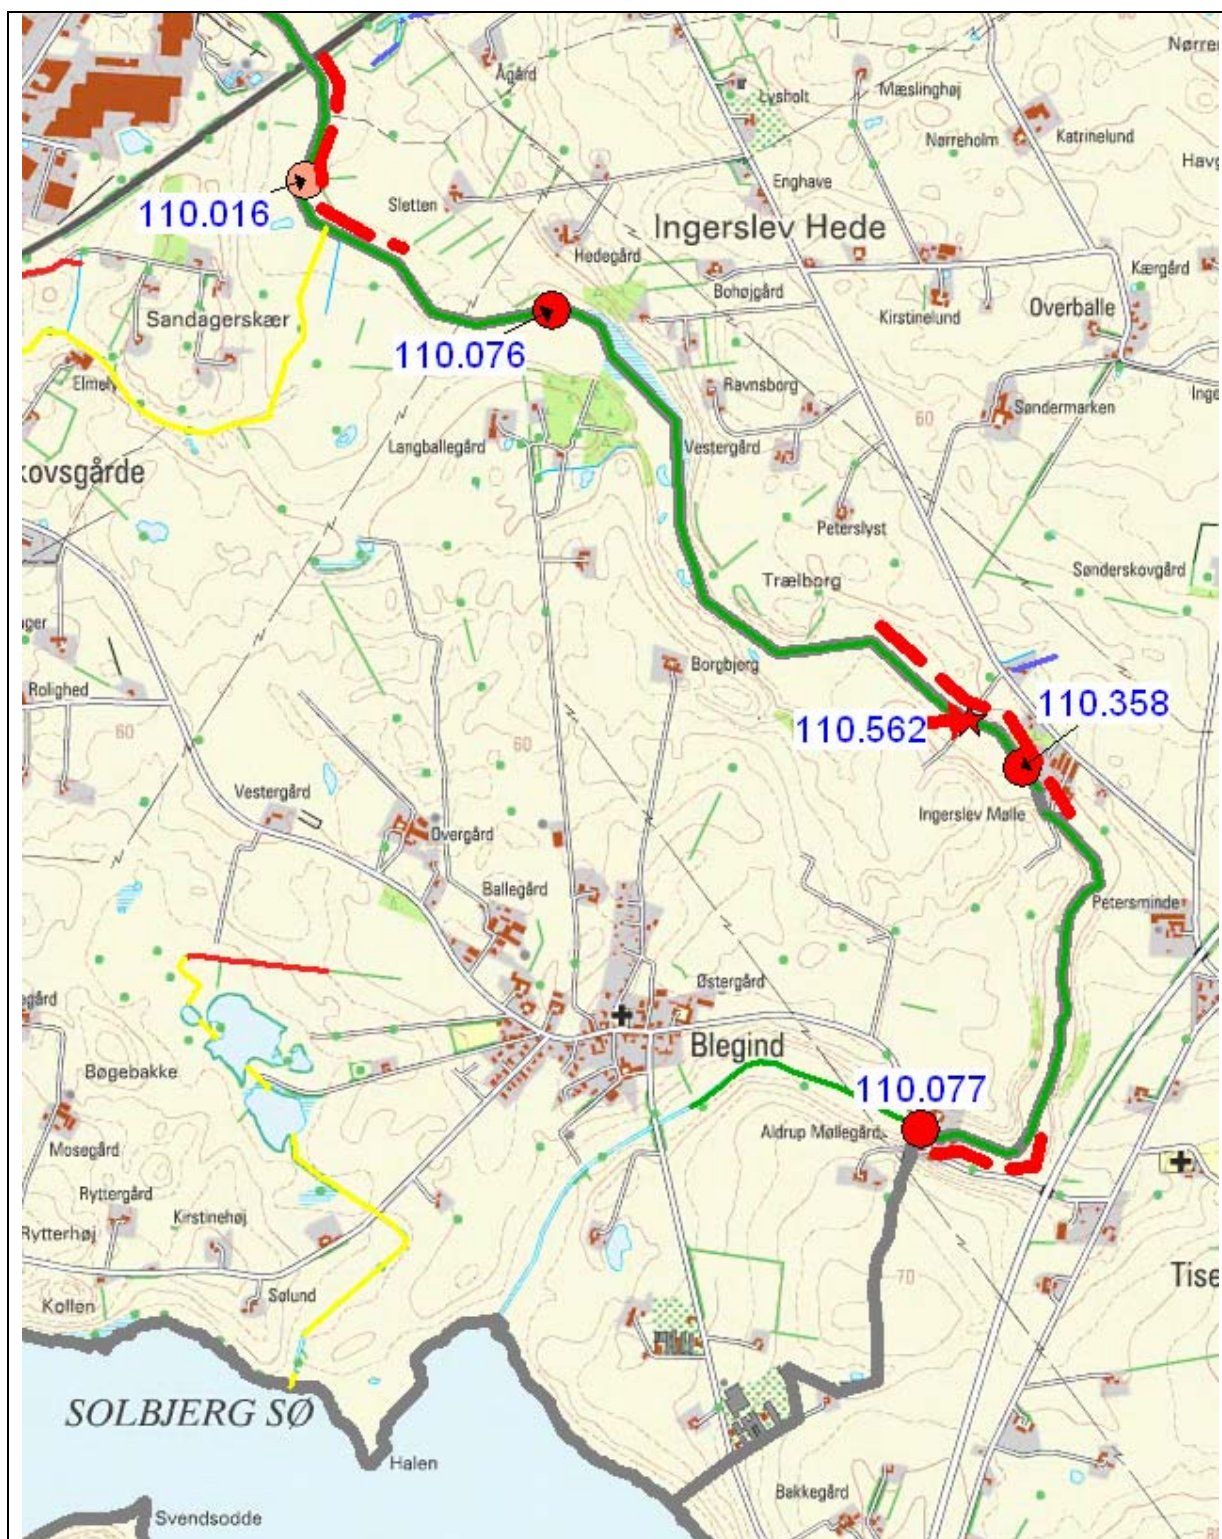 Nørre
Ågård
Lysholt
Mæslinghøj
Nørreholm
Katrinelund
Havg
Enghave
110.016
Sletten
Ingerslev Hede
Hedegård
Kærgård
Bohøjgård
Kirstinelund
Overballe
Sandagerskær
110.076
Elmely
Ravnsborg
Inge
Søndermarken
60
Langballegård
Vestergård
kovsgårde
Peterslyst
Trælborg
Sønderskovgård
ager
Borgbjerg
Rolighed
110.358
60
60
110.562
Vestergård
Ingerslev Mølle
Overgård
Ballegård
Petersminde
Østergård
egård
Blegind
Bøgebakke
110.077
Aldrup Møllegård
Mosegård
Ryttergård
Kirstinehøj
Rytterhøj
70
Tise
Sølund
Kollen
SOLBJERG SØ
Halen
Bakkegård
Svendsodde